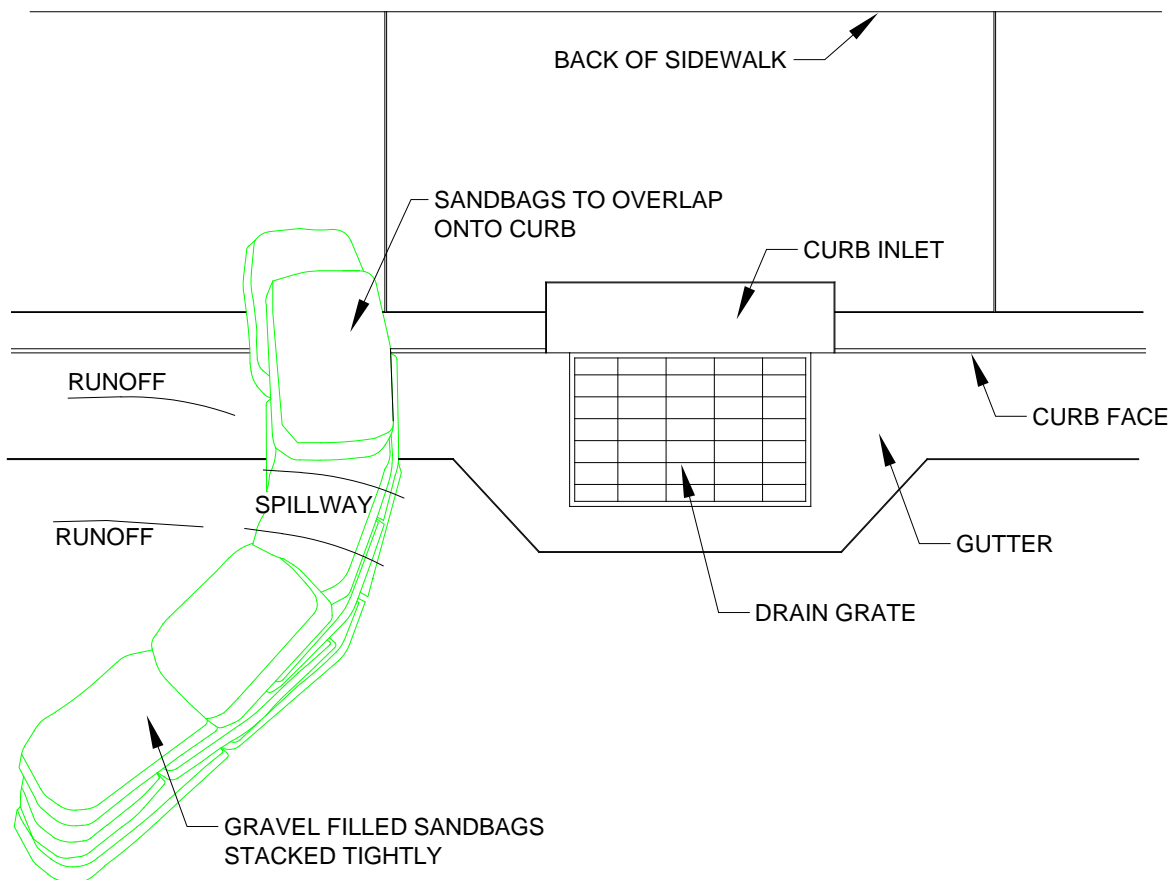 BACK OF SIDEWALK
SANDBAGS TO OVERLAP
ONTO CURB
CURB INLET
RUNOFF
CURB FACE
SPILLWAY
RUNOFF
GUTTER
DRAIN GRATE
GRAVEL FILLED SANDBAGS
STACKED TIGHTLY